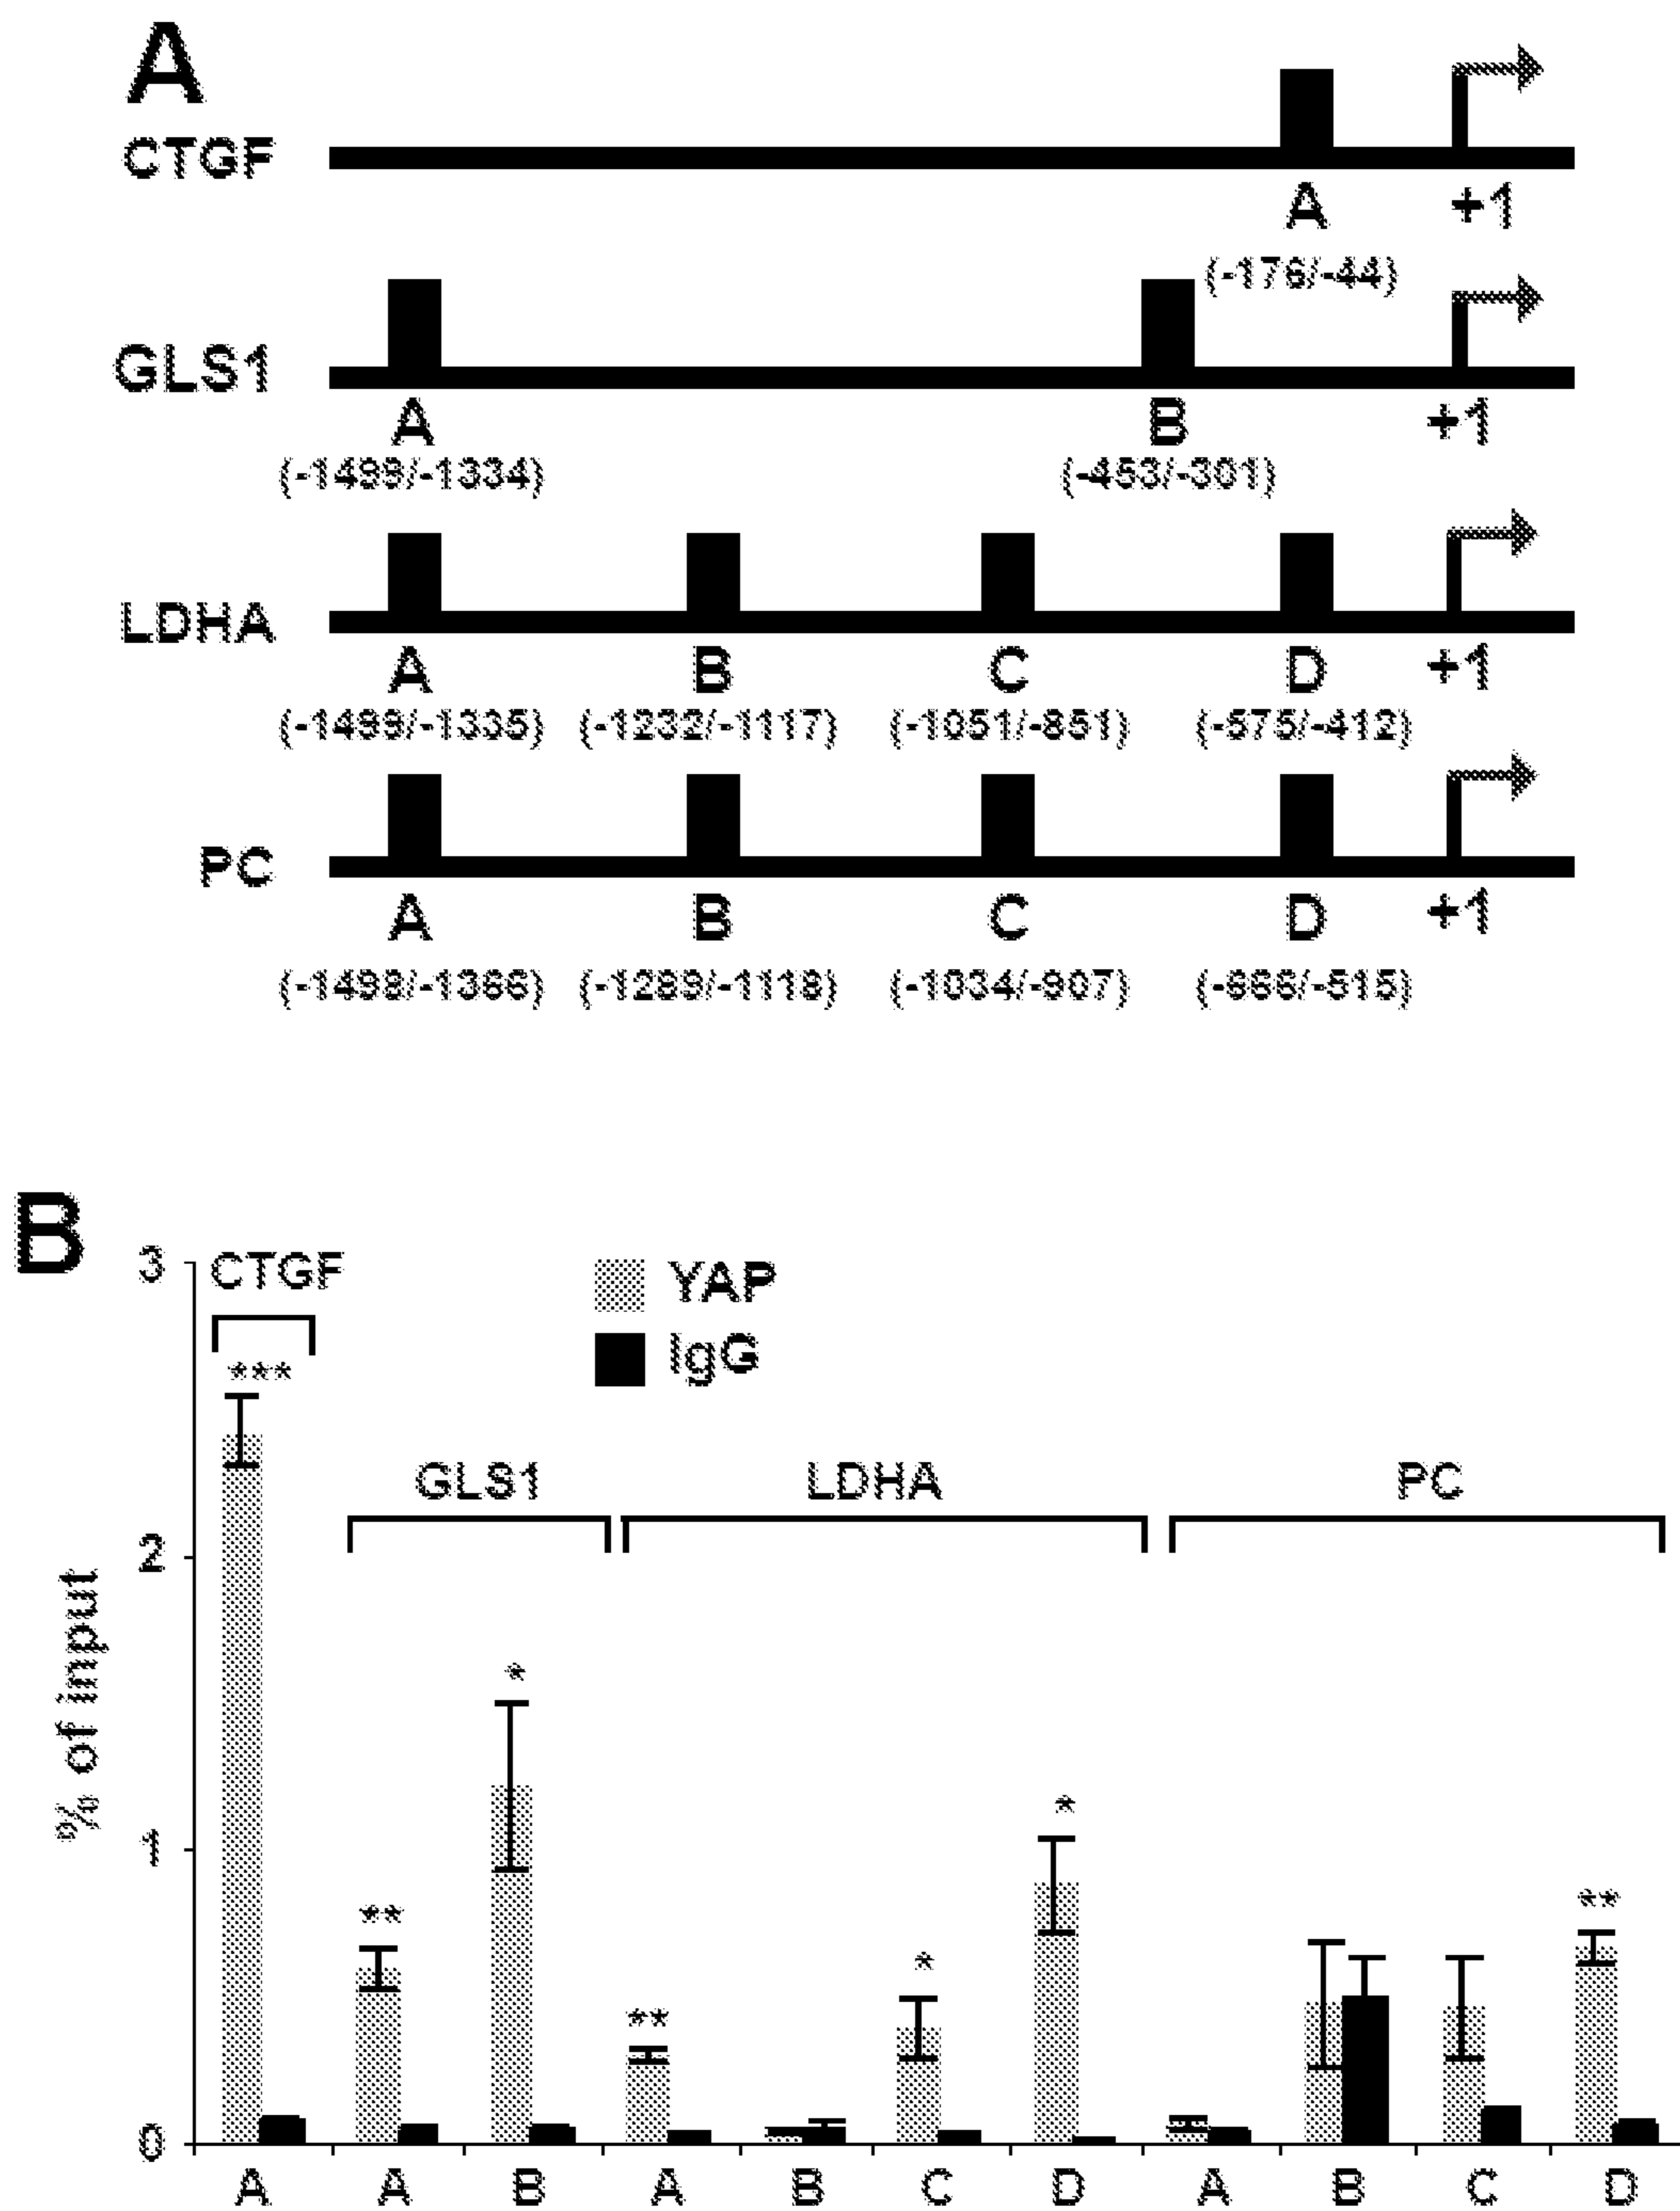 A
CTGF
A
+1
(-176/-44)
GLS1
A
B
+1
(-1499/-1334)
(-453/-301)
LDHA
A
B
C
D
+1
(-1499/-1335)
(-1232/-1117)
(-1051/-851)
(-575/-412)
PC
A
B
C
D
+1
(-1498/-1366)
(-1289/-1118)
(-1034/-907)
(-666/-515)
B
3
CTGF
YAP
IgG
***
GLS1
LDHA
PC
2
% of input
*
*
1
**
**
*
**
0
A
A
B
A
B
C
D
A
B
C
D